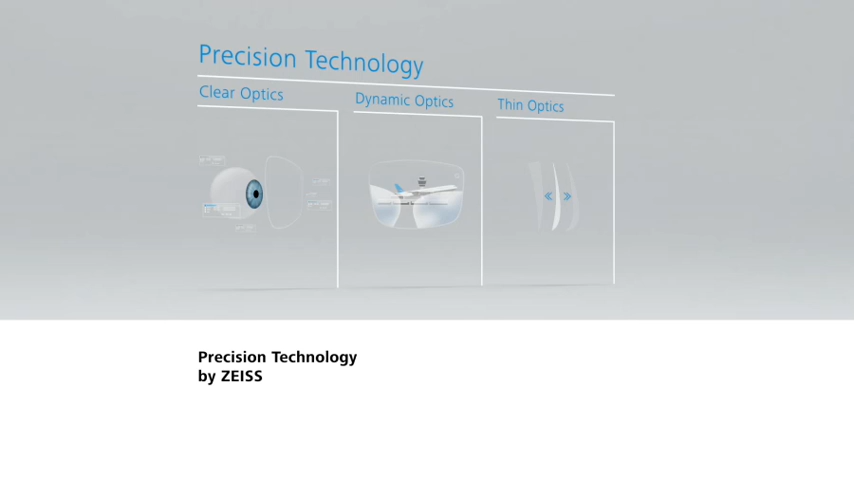 Precision Technology
Clear Optics
Dynamic Optics
Thin Optics
Precision Technology
by ZEISS